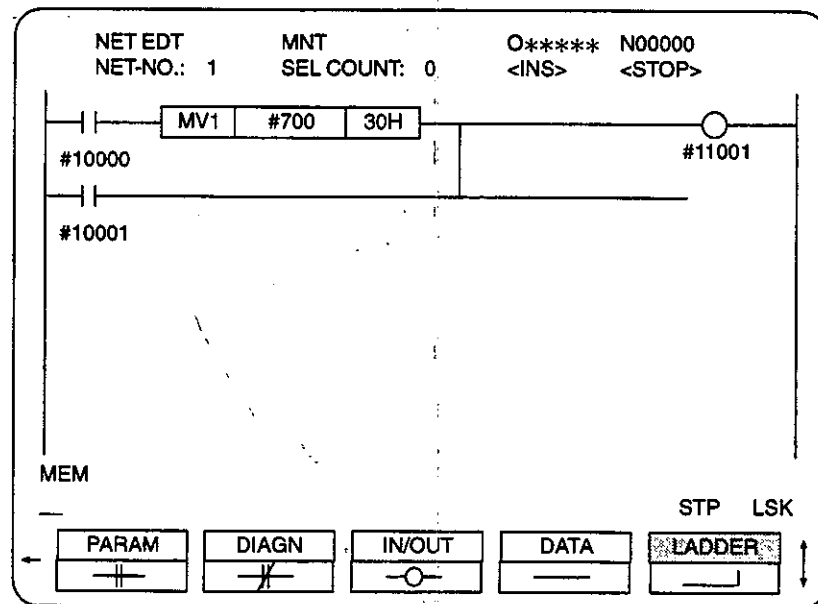 NET EDT MNT O***** N00000
NET-NO.: 1 SEL COUNT: 0 <INS> <STOP>
MV1 #700 30H
#10000 #11001
#10001
MEM
STP LSK
PARAM DIAGN IN/OUT DATA LADDER